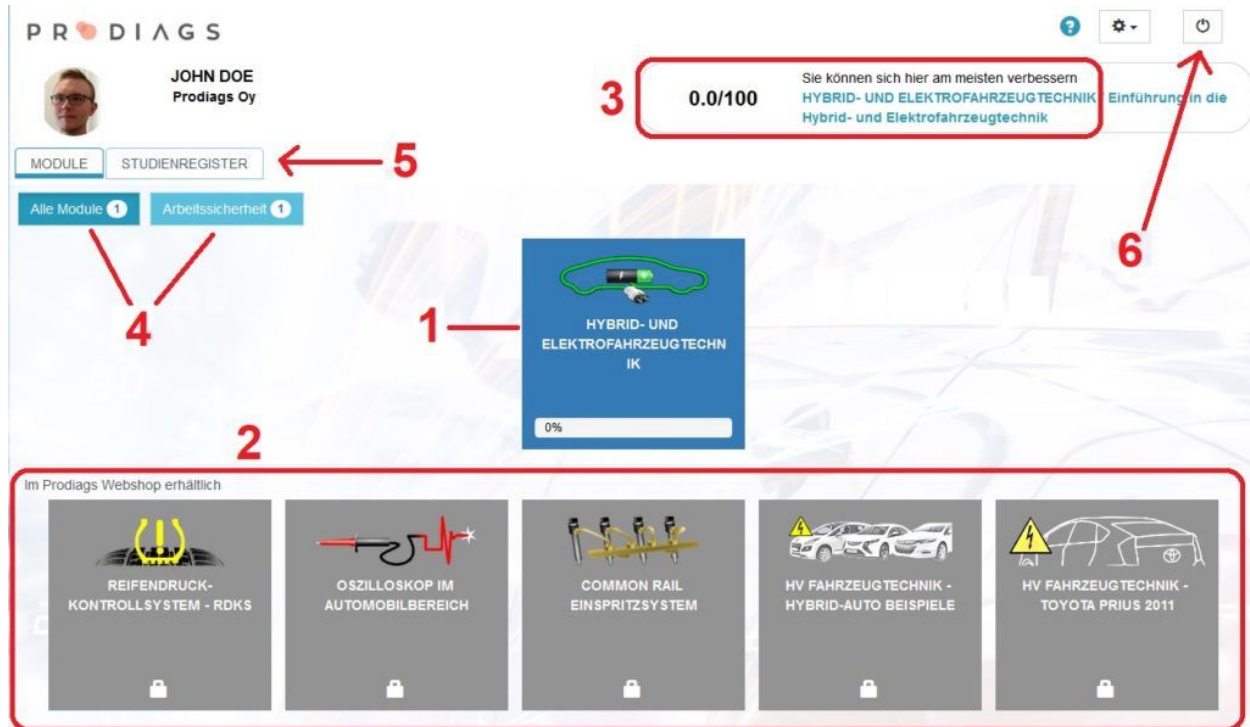 PRODIAGS
JOHN DOE
Prodiags Oy
?
3
0.0/100
Sie können sich hier am meisten verbessern
HYBRID- UND ELEKTROFAHRZEUGTECHNIK / Einführung in die
Hybrid- und Elektrofahrzeugtechnik
6
MODULE
STUDIENREGISTER
5
Alle Module 1
Arbeitssicherheit 1
4
1
HYBRID- UND
ELEKTROFAHRZEUGTECHN
IK
0%
2
Im Prodiags Webshop erhältlich
REIFENDRUCK-
KONTROLLSYSTEM - RDKS
OSZILLOSKOP IM
AUTOMOBILBEREICH
COMMON RAIL
EINSPRITZSYSTEM
HV FAHRZEUGTECHNIK -
HYBRID-AUTO BEISPIELE
HV FAHRZEUGTECHNIK -
TOYOTA PRIUS 2011